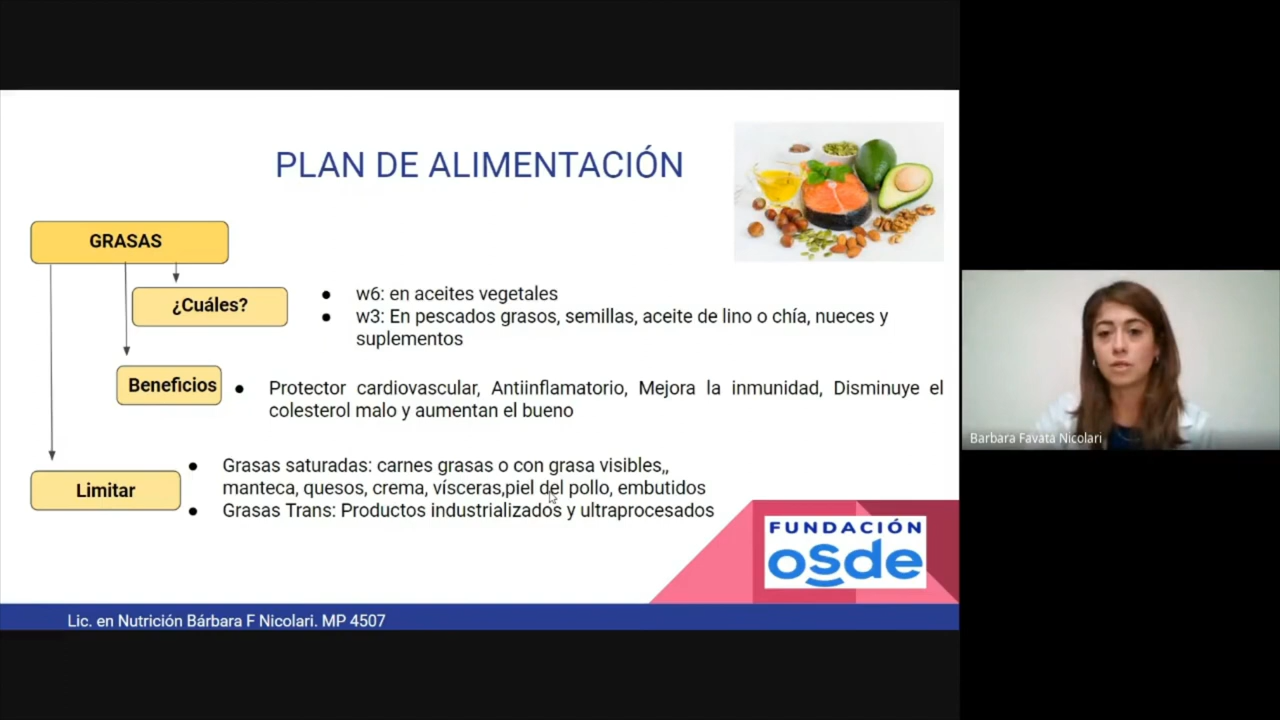 PLAN DE ALIMENTACIÓN
GRASAS
¿Cuáles?
● w6: en aceites vegetales
● w3: En pescados grasos, semillas, aceite de lino o chía, nueces y
suplementos
Beneficios
● Protector cardiovascular, Antiinflamatorio, Mejora la inmunidad, Disminuye el
colesterol malo y aumentan el bueno
Limitar
● Grasas saturadas: carnes grasas o con grasa visibles,,
manteca, quesos, crema, vísceras,piel del pollo, embutidos
● Grasas Trans: Productos industrializados y ultraprocesados
FUNDACIÓN
osde
Lic. en Nutrición Bárbara F Nicolari. MP 4507
Barbara Favata Nicolari